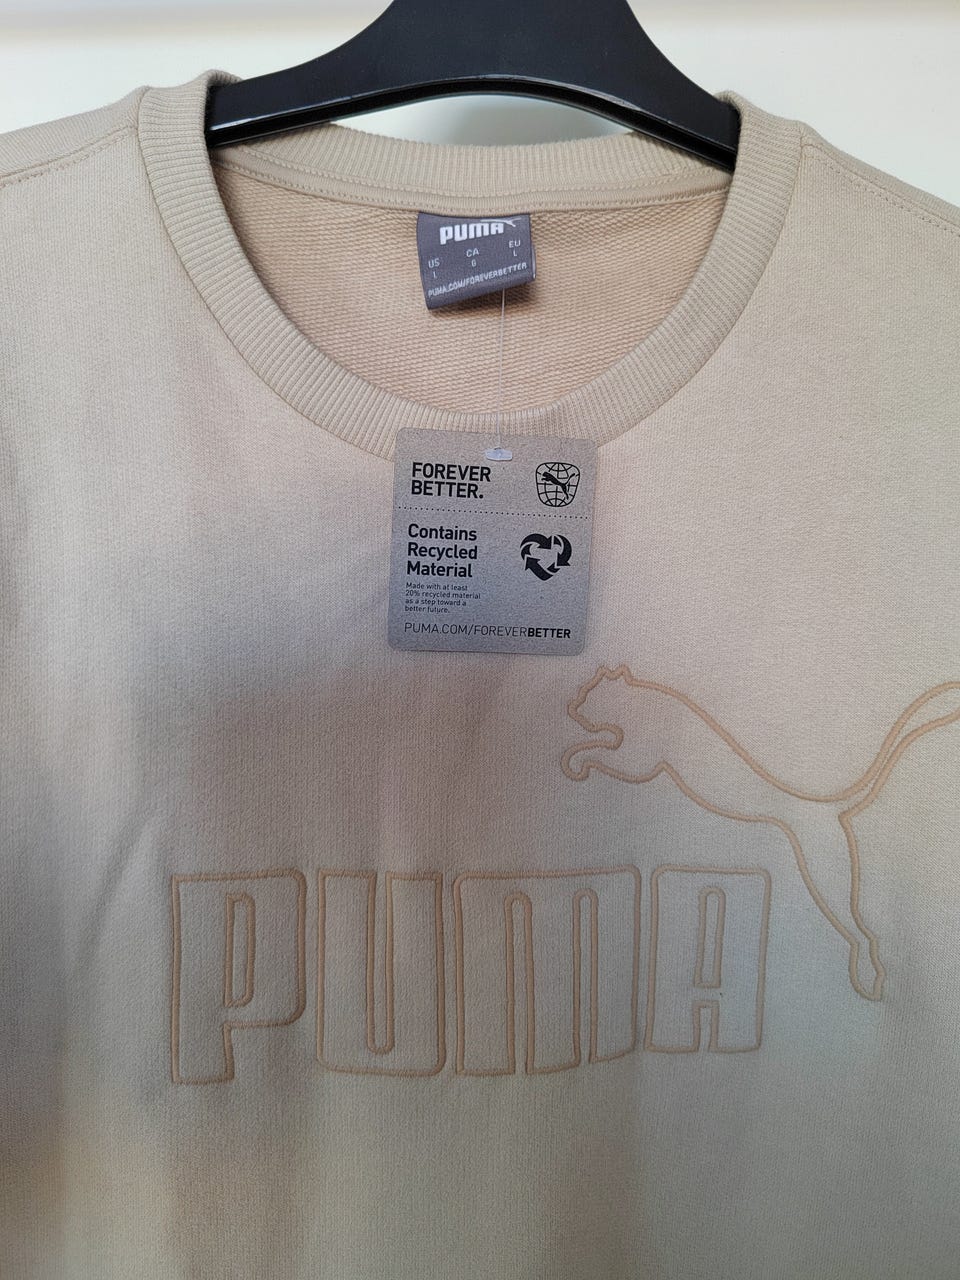 PUMA
US CA EU
L G L
PUMA.COM/FOREVERBETTER
FOREVER
BETTER.
Contains
Recycled
Material
Made with at least
20% recycled material
as a step toward a
better future.
PUMA.COM/FOREVERBETTER
PUMA